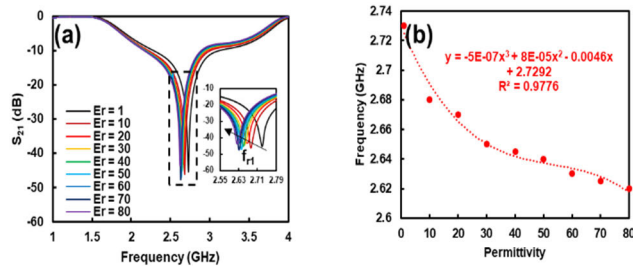 (a)
0
-10
-20
-30
-40
-50
-60
S21 (dB)
Er = 1
Er = 10
Er = 20
Er = 30
Er = 40
Er = 50
Er = 60
Er = 70
Er = 80
-10
-20
-30
-40
-50
-60
fr1
2.55 2.63 2.71 2.79
1 1.5 2 2.5 3 3.5 4
Frequency (GHz)
(b)
2.74
2.72
2.7
2.68
2.66
2.64
2.62
2.6
Frequency (GHz)
y = -5E-07x³ + 8E-05x² - 0.0046x
+ 2.7292
R² = 0.9776
0 10 20 30 40 50 60 70 80
Permittivity